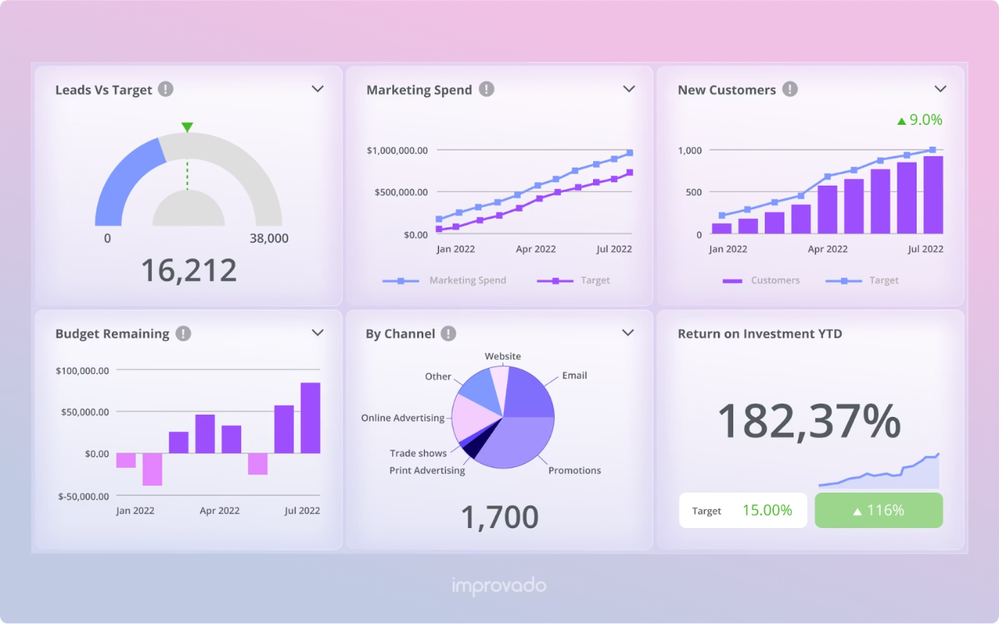 Leads Vs Target !
0
38,000
16,212
Marketing Spend !
$1,000,000.00
$500,000.00
$0.00
Jan 2022 Apr 2022 Jul 2022
Marketing Spend Target
New Customers !
▲9.0%
1,000
500
0
Jan 2022 Apr 2022 Jul 2022
Customers Target
Budget Remaining !
$100,000.00
$50,000.00
$0.00
$-50,000.00
Jan 2022 Apr 2022 Jul 2022
By Channel !
Website
Other
Email
Online Advertising
Trade shows
Print Advertising
Promotions
1,700
Return on Investment YTD
182,37%
Target 15.00%
▲ 116%
improvado